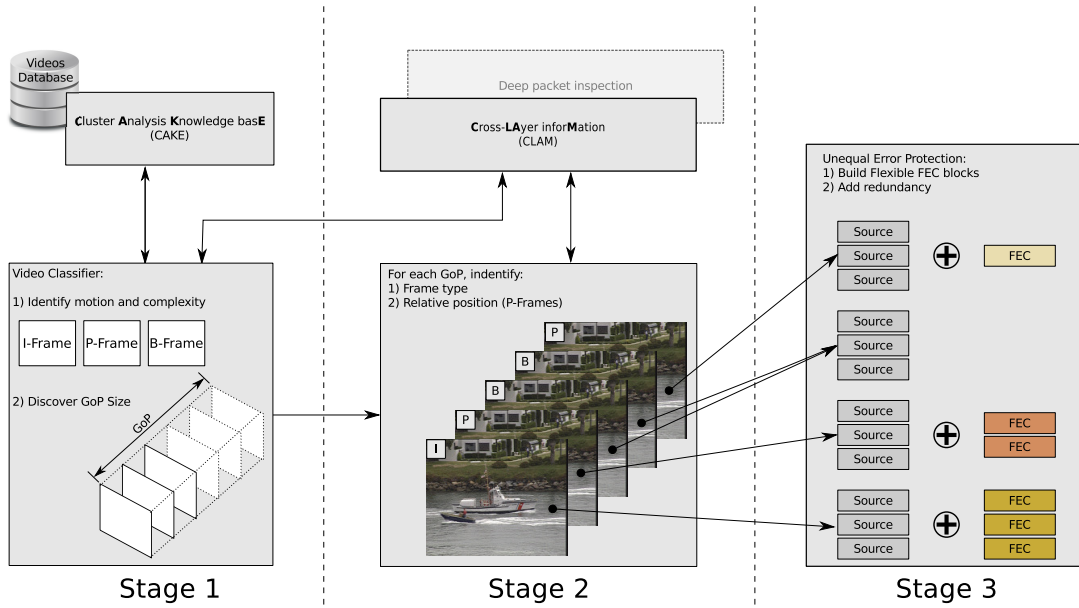 Videos
Database
Cluster Analysis Knowledge basE
(CAKE)
Deep packet inspection
Cross-LAyer inforMation
(CLAM)
Video Classifier:
1) Identify motion and complexity
I-Frame
P-Frame
B-Frame
2) Discover GoP Size
GoP
Stage 1
For each GoP, indentify:
1) Frame type
2) Relative position (P-Frames)
P
B
B
P
I
Stage 2
Unequal Error Protection:
1) Build Flexible FEC blocks
2) Add redundancy
Source
Source
FEC
Source
Source
Source
Source
Source
FEC
Source
FEC
Source
Source
FEC
Source
FEC
Source
FEC
Stage 3